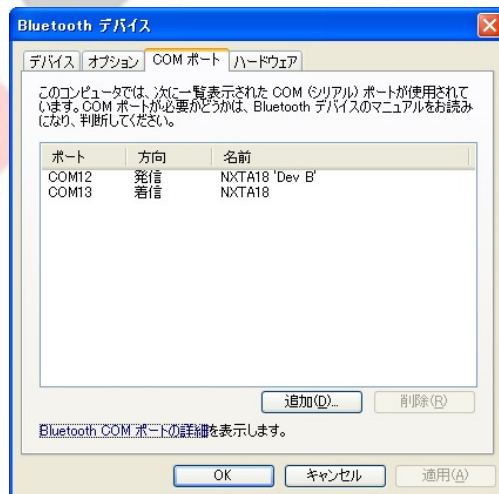 Bluetooth デバイス
デバイス オプション COM ポート ハードウェア
このコンピュータでは、次に一覧表示された COM (シリアル) ポートが使用されて
います。COM ポートが必要かどうかは、Bluetooth デバイスのマニュアルをお読み
になり、判断してください。
ポート 方向 名前
COM12 発信 NXTA18 'Dev B'
COM13 着信 NXTA18
追加(D)... 削除(R)
Bluetooth COM ポートの詳細を表示します。
OK キャンセル 適用(A)